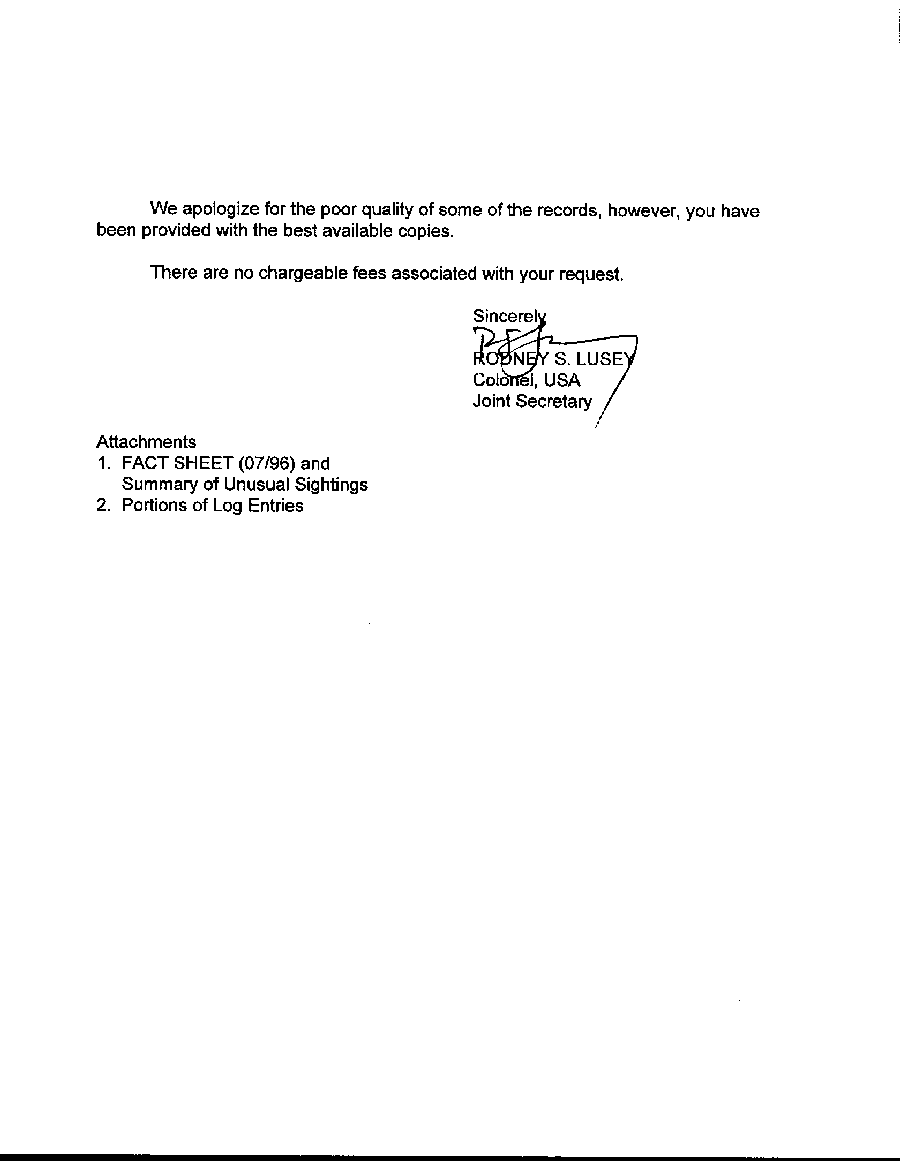 We apologize for the poor quality of some of the records, however, you have
been provided with the best available copies.
There are no chargeable fees associated with your request.
Sincerely
RODNEY S. LUSEY
Colonel, USA
Joint Secretary
Attachments
1. FACT SHEET (07/96) and
Summary of Unusual Sightings
2. Portions of Log Entries